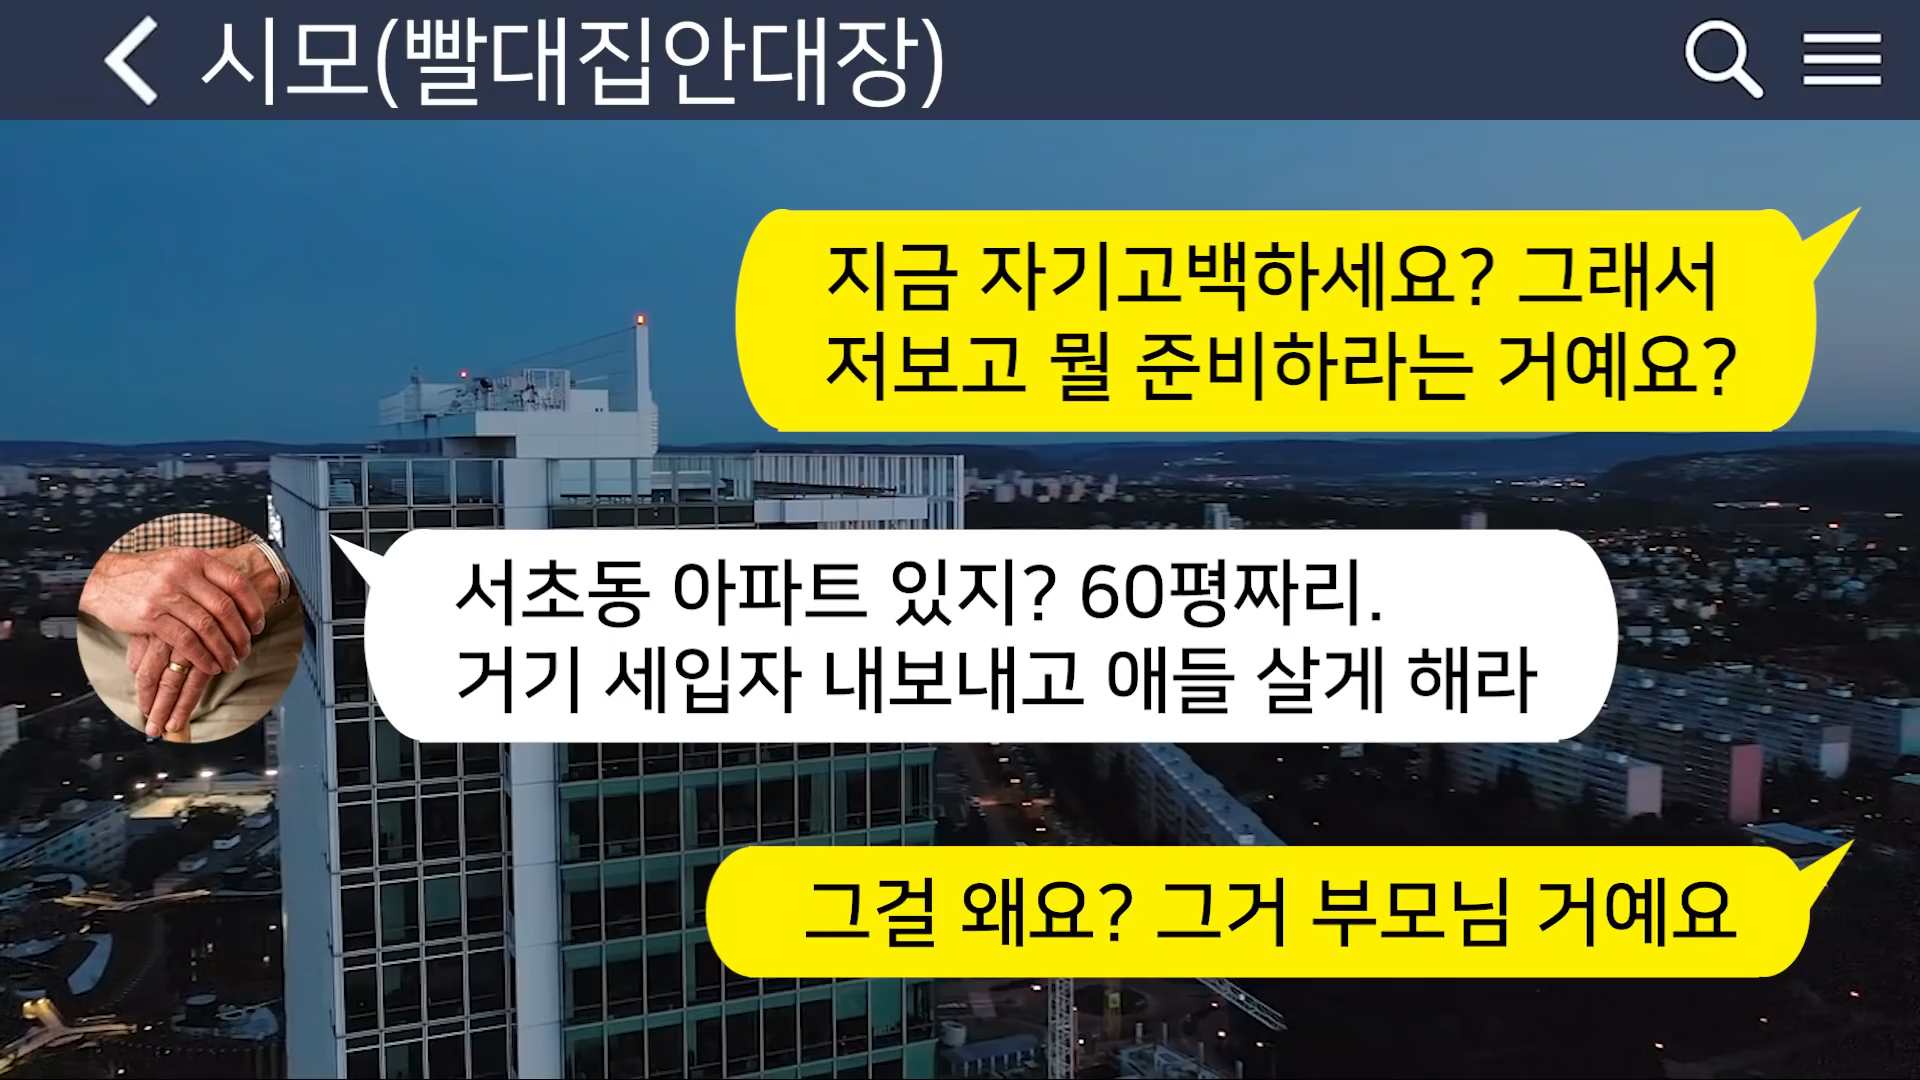 시모(빨대집안대장)
지금 자기고백하세요? 그래서
저보고 뭘 준비하라는 거예요?
서초동 아파트 있지? 60평짜리.
거기 세입자 내보내고 애들 살게 해라
그걸 왜요? 그거 부모님 거예요